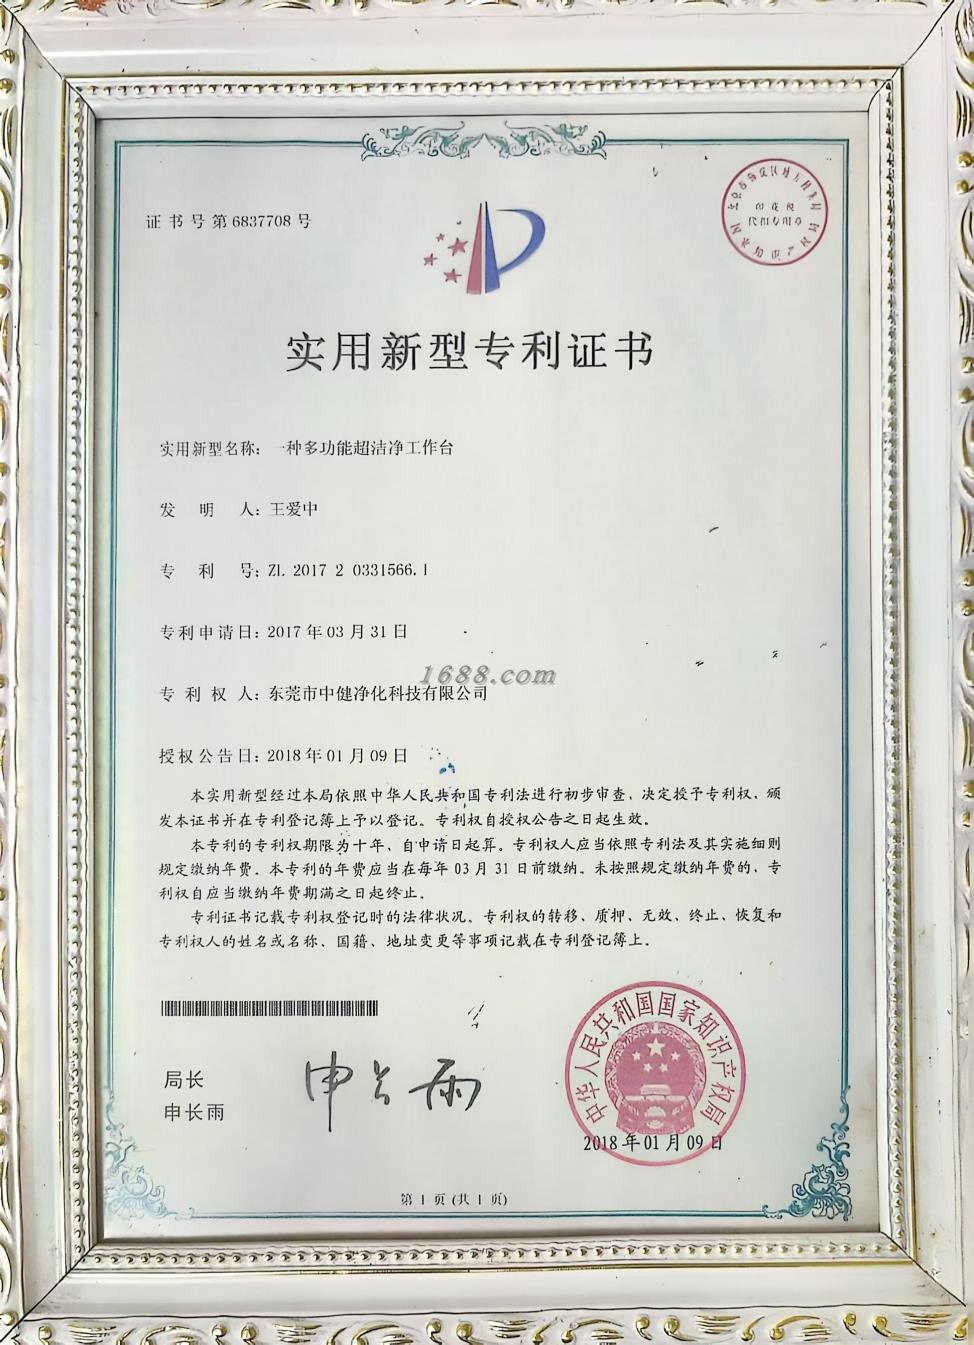 证书号第6837708号
印花税
代扣专用章
实用新型专利证书
实用新型名称：一种多功能超洁净工作台
发明人：王爱中
专利号：ZL 2017 2 0331566.1
专利申请日：2017年03月31日
1688.com
专利权人：东莞市中健净化科技有限公司
授权公告日：2018年01月09日
本实用新型经过本局依照中华人民共和国专利法进行初步审查，决定授予专利权，颁
发本证书并在专利登记簿上予以登记。专利权自授权公告之日起生效。
本专利的专利权期限为十年，自申请日起算。专利权人应当依照专利法及其实施细则
规定缴纳年费。本专利的年费应当在每年03月31日前缴纳。未按照规定缴纳年费的，专
利权自应当缴纳年费期满之日起终止。
专利证书记载专利权登记时的法律状况。专利权的转移、质押、无效、终止、恢复和
专利权人的姓名或名称、国籍、地址变更等事项记载在专利登记簿上。
局长
申长雨
申长雨
中华人民共和国国家知识产权局
2018年01月09日
第1页(共1页)